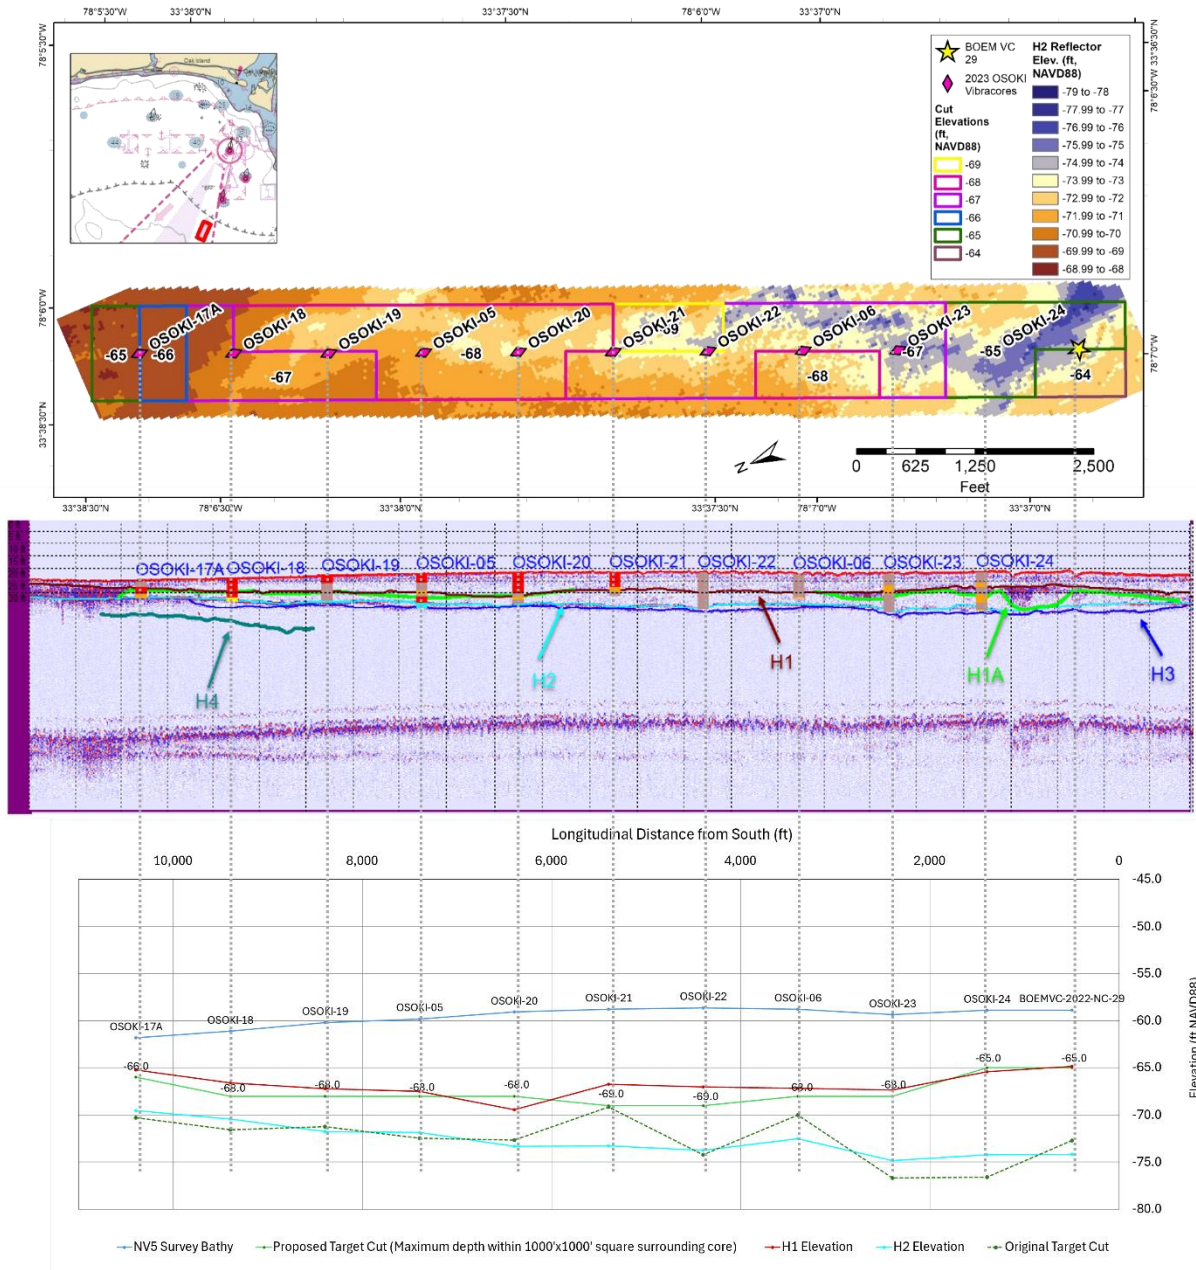 78°5'30"W
33°38'0"N
33°37'30"N
78°6'0"W
33°37'0"N
78°5'30"W
33°36'30"N
78°6'30"W
Oak Island
BOEM VC
29
2023 OSOKI
Vibracores
Cut
Elevations
(ft,
NAVD88)
-69
-68
-67
-66
-65
-64
H2 Reflector
Elev. (ft,
NAVD88)
-79 to -78
-77.99 to -77
-76.99 to -76
-75.99 to -75
-74.99 to -74
-73.99 to -73
-72.99 to -72
-71.99 to -71
-70.99 to-70
-69.99 to -69
-68.99 to -68
78°6'0"W
33°38'30"N
78°7'0"W
OSOKI-17A
OSOKI-18
OSOKI-19
OSOKI-05
OSOKI-20
OSOKI-21
OSOKI-22
OSOKI-06
OSOKI-23
OSOKI-24
-65
-66
-68
-69
-67
-65
-67
-68
-64
N
0 625 1,250 2,500
Feet
33°38'30"N
78°6'30"W
33°38'0"N
33°37'30"N
78°7'0"W
33°37'0"N
OSOKI-17A OSOKI-18 OSOKI-19 OSOKI-05 OSOKI-20 OSOKI-21 OSOKI-22 OSOKI-06 OSOKI-23 OSOKI-24
H4
H2
H1
H1A
H3
Longitudinal Distance from South (ft)
10,000 8,000 6,000 4,000 2,000 0
-45.0
-50.0
-55.0
-60.0
-65.0
-70.0
-75.0
-80.0
Elevation (ft NAVD88)
OSOKI-17A
OSOKI-18
OSOKI-19
OSOKI-05
OSOKI-20
OSOKI-21
OSOKI-22
OSOKI-06
OSOKI-23
OSOKI-24
BOEMVC-2022-NC-29
-66.0
-68.0
-68.0
-68.0
-68.0
-69.0
-69.0
-68.0
-68.0
-65.0
-65.0
NV5 Survey Bathy
Proposed Target Cut (Maximum depth within 1000'x1000' square surrounding core)
H1 Elevation
H2 Elevation
Original Target Cut